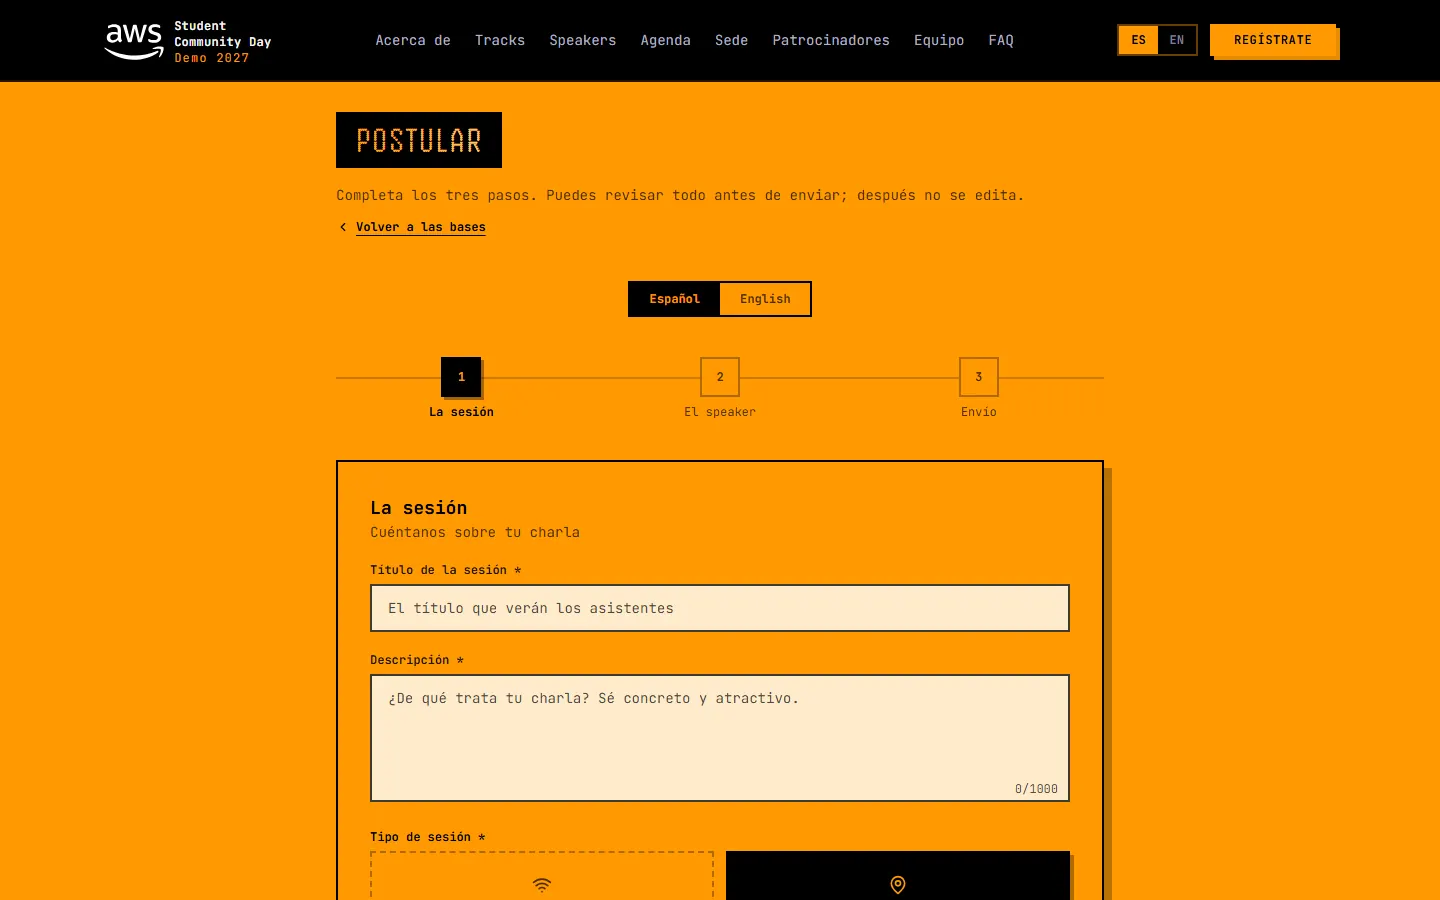 aws
Student
Community Day
Demo 2027
Acerca de
Tracks
Speakers
Agenda
Sede
Patrocinadores
Equipo
FAQ
ES
EN
REGÍSTRATE
POSTULAR
Completa los tres pasos. Puedes revisar todo antes de enviar; después no se edita.
Volver a las bases
Español
English
1
2
3
La sesión
El speaker
Envío
La sesión
Cuéntanos sobre tu charla
Título de la sesión *
El título que verán los asistentes
Descripción *
¿De qué trata tu charla? Sé concreto y atractivo.
0/1000
Tipo de sesión *